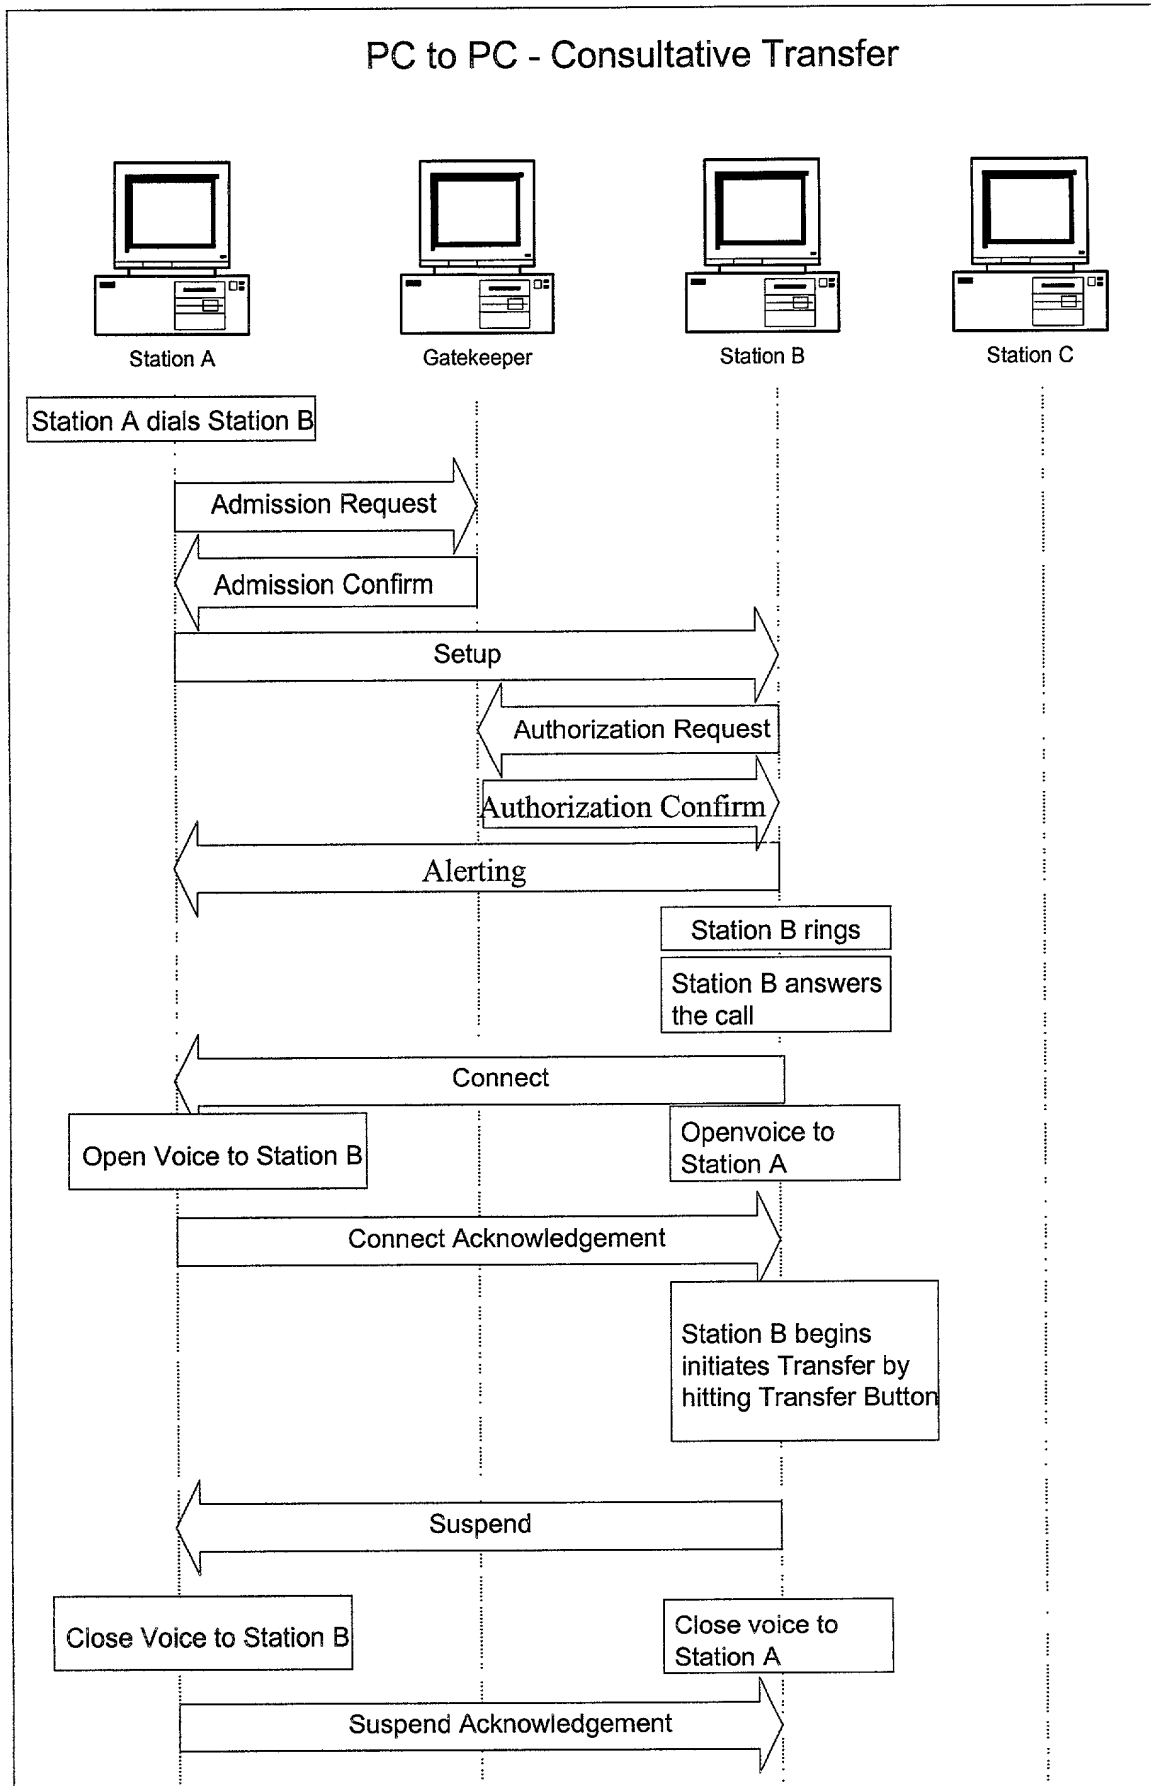 PC to PC - Consultative Transfer
Station A
Gatekeeper
Station B
Station C
Station A dials Station B
Admission Request
Admission Confirm
Setup
Authorization Request
Authorization Confirm
Alerting
Station B rings
Station B answers
the call
Connect
Open Voice to Station B
Openvoice to
Station A
Connect Acknowledgement
Station B begins
initiates Transfer by
hitting Transfer Button
Suspend
Close Voice to Station B
Close voice to
Station A
Suspend Acknowledgement